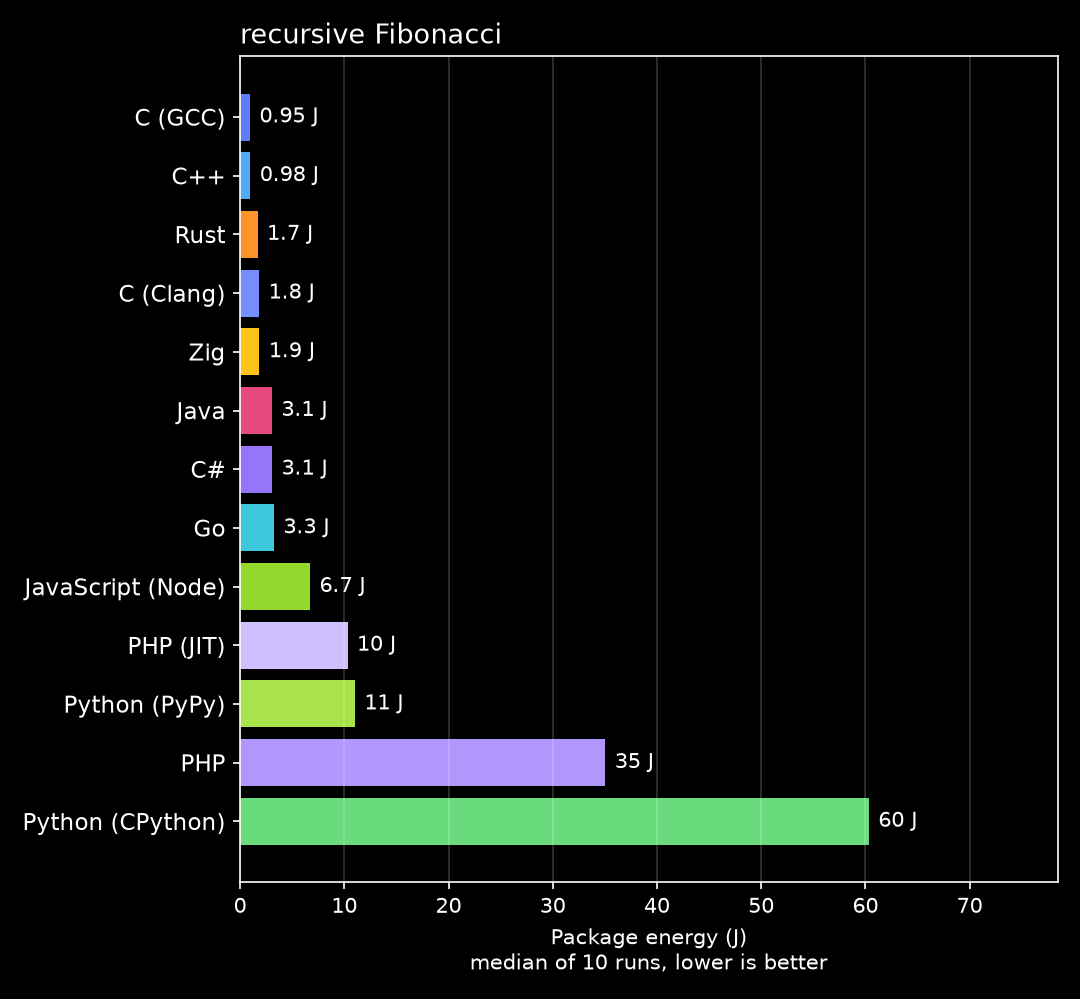 recursive Fibonacci
C (GCC) 0.95 J
C++ 0.98 J
Rust 1.7 J
C (Clang) 1.8 J
Zig 1.9 J
Java 3.1 J
C# 3.1 J
Go 3.3 J
JavaScript (Node) 6.7 J
PHP (JIT) 10 J
Python (PyPy) 11 J
PHP 35 J
Python (CPython) 60 J
0 10 20 30 40 50 60 70
Package energy (J)
median of 10 runs, lower is better